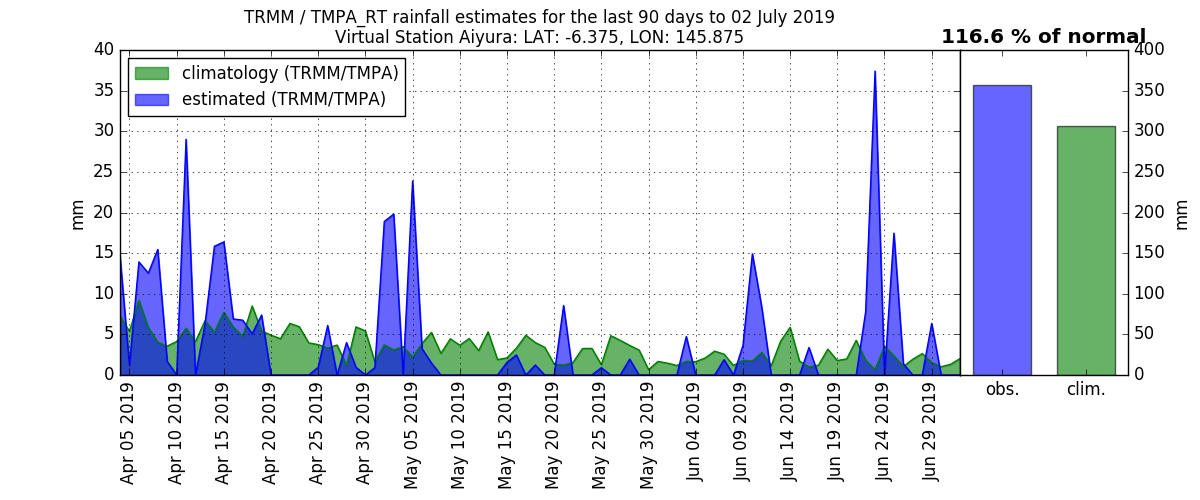 TRMM / TMPA_RT rainfall estimates for the last 90 days to 02 July 2019
Virtual Station Aiyura: LAT: -6.375, LON: 145.875
116.6 % of normal
climatology (TRMM/TMPA)
estimated (TRMM/TMPA)
mm
40
35
30
25
20
15
10
5
0
Apr 05 2019
Apr 10 2019
Apr 15 2019
Apr 20 2019
Apr 25 2019
Apr 30 2019
May 05 2019
May 10 2019
May 15 2019
May 20 2019
May 25 2019
May 30 2019
Jun 04 2019
Jun 09 2019
Jun 14 2019
Jun 19 2019
Jun 24 2019
Jun 29 2019
400
350
300
250
200
150
100
50
0
mm
obs.
clim.